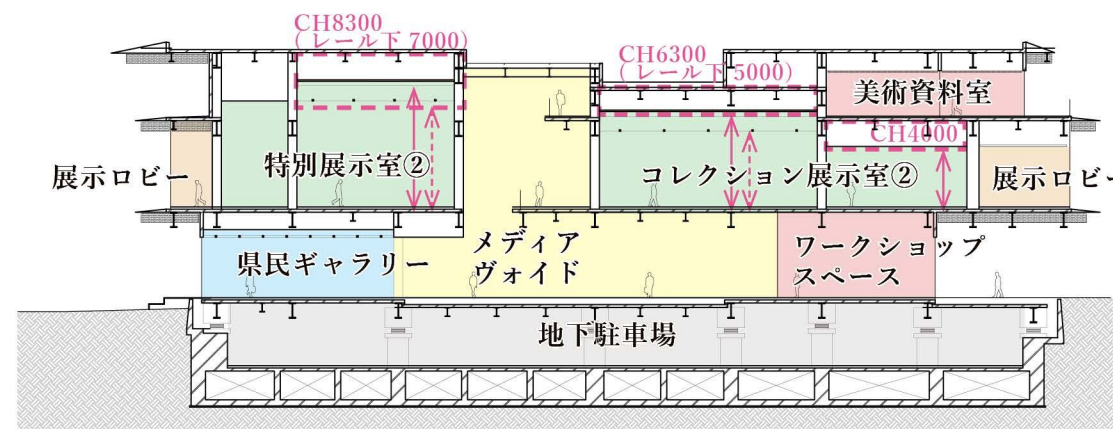 CH8300
(レール下 7000)
CH6300
(レール下 5000)
美術資料室
CH4000
展示ロビー
特別展示室②
コレクション展示室②
展示ロビー
県民ギャラリー
メディア
ヴォイド
ワークショップ
スペース
地下駐車場